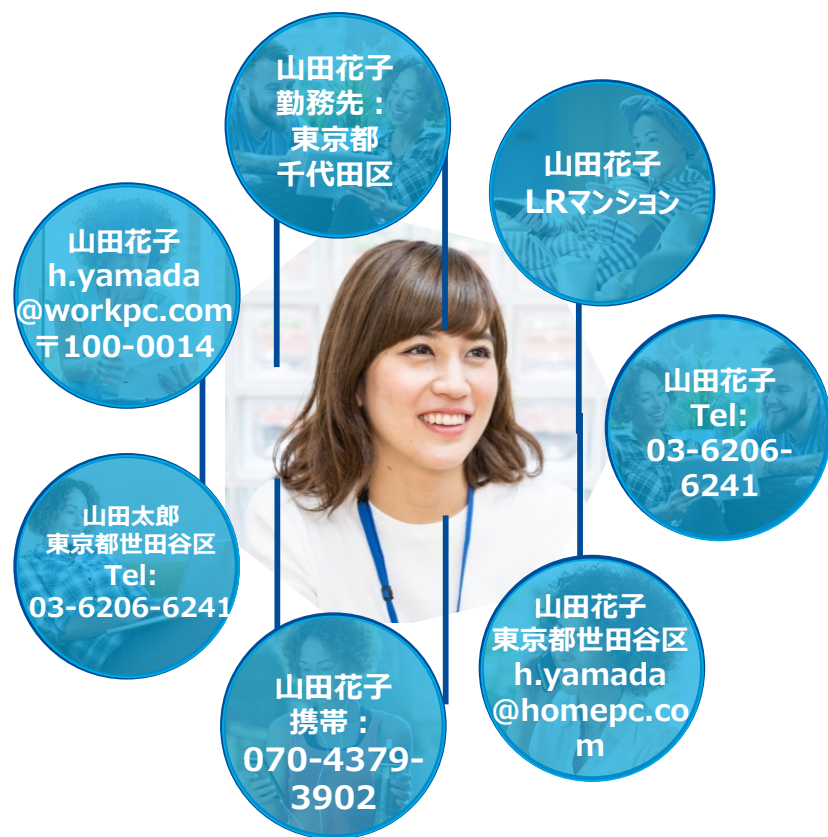 山田花子
勤務先：
東京都
千代田区
山田花子
LRマンション
山田花子
h.yamada
@workpc.com
〒100-0014
山田花子
Tel:
03-6206-
6241
山田太郎
東京都世田谷区
Tel:
03-6206-6241
山田花子
東京都世田谷区
h.yamada
@homepc.co
m
山田花子
携帯：
070-4379-
3902